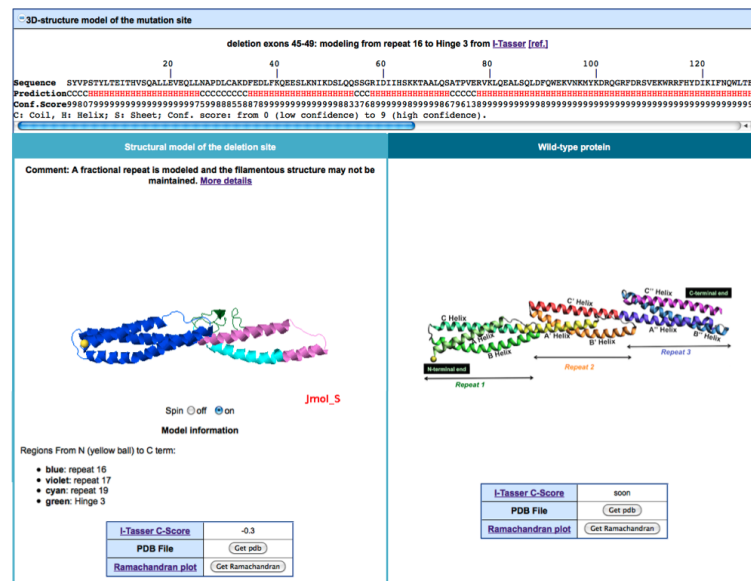 3D-structure model of the mutation site
deletion exons 45-49: modeling from repeat 16 to Hinge 3 from I-Tasser [ref.]
20 40 60 80 100 120
Sequence SYVPSTYLTEITHVSQALLEVEQLLNAPDLCAKDFEDLFKQEESLKNIKDSLQQSSGRIDIIHSKKTAALQSATPVERVKLQEALSQLDFQWEKVNKMYKDRQGRFDRSVEKWRRFHYDIKIFNQWLTE
Prediction
Conf.Score
C: Coil, H: Helix; S: Sheet; Conf. score: from 0 (low confidence) to 9 (high confidence).
Structural model of the deletion site
Wild-type protein
Comment: A fractional repeat is modeled and the filamentous structure may not be
maintained. More details
C'' Helix
C-terminal end
C' Helix
C Helix
A'' Helix
B'' Helix
A Helix
A' Helix
B' Helix
B Helix
N-terminal end
Repeat 3
Repeat 2
Repeat 1
Jmol_S
Spin off on
Model information
Regions From N (yellow ball) to C term:
blue: repeat 16
violet: repeat 17
cyan: repeat 19
green: Hinge 3
I-Tasser C-Score soon
PDB File Get pdb
Ramachandran plot Get Ramachandran
I-Tasser C-Score -0.3
PDB File Get pdb
Ramachandran plot Get Ramachandran